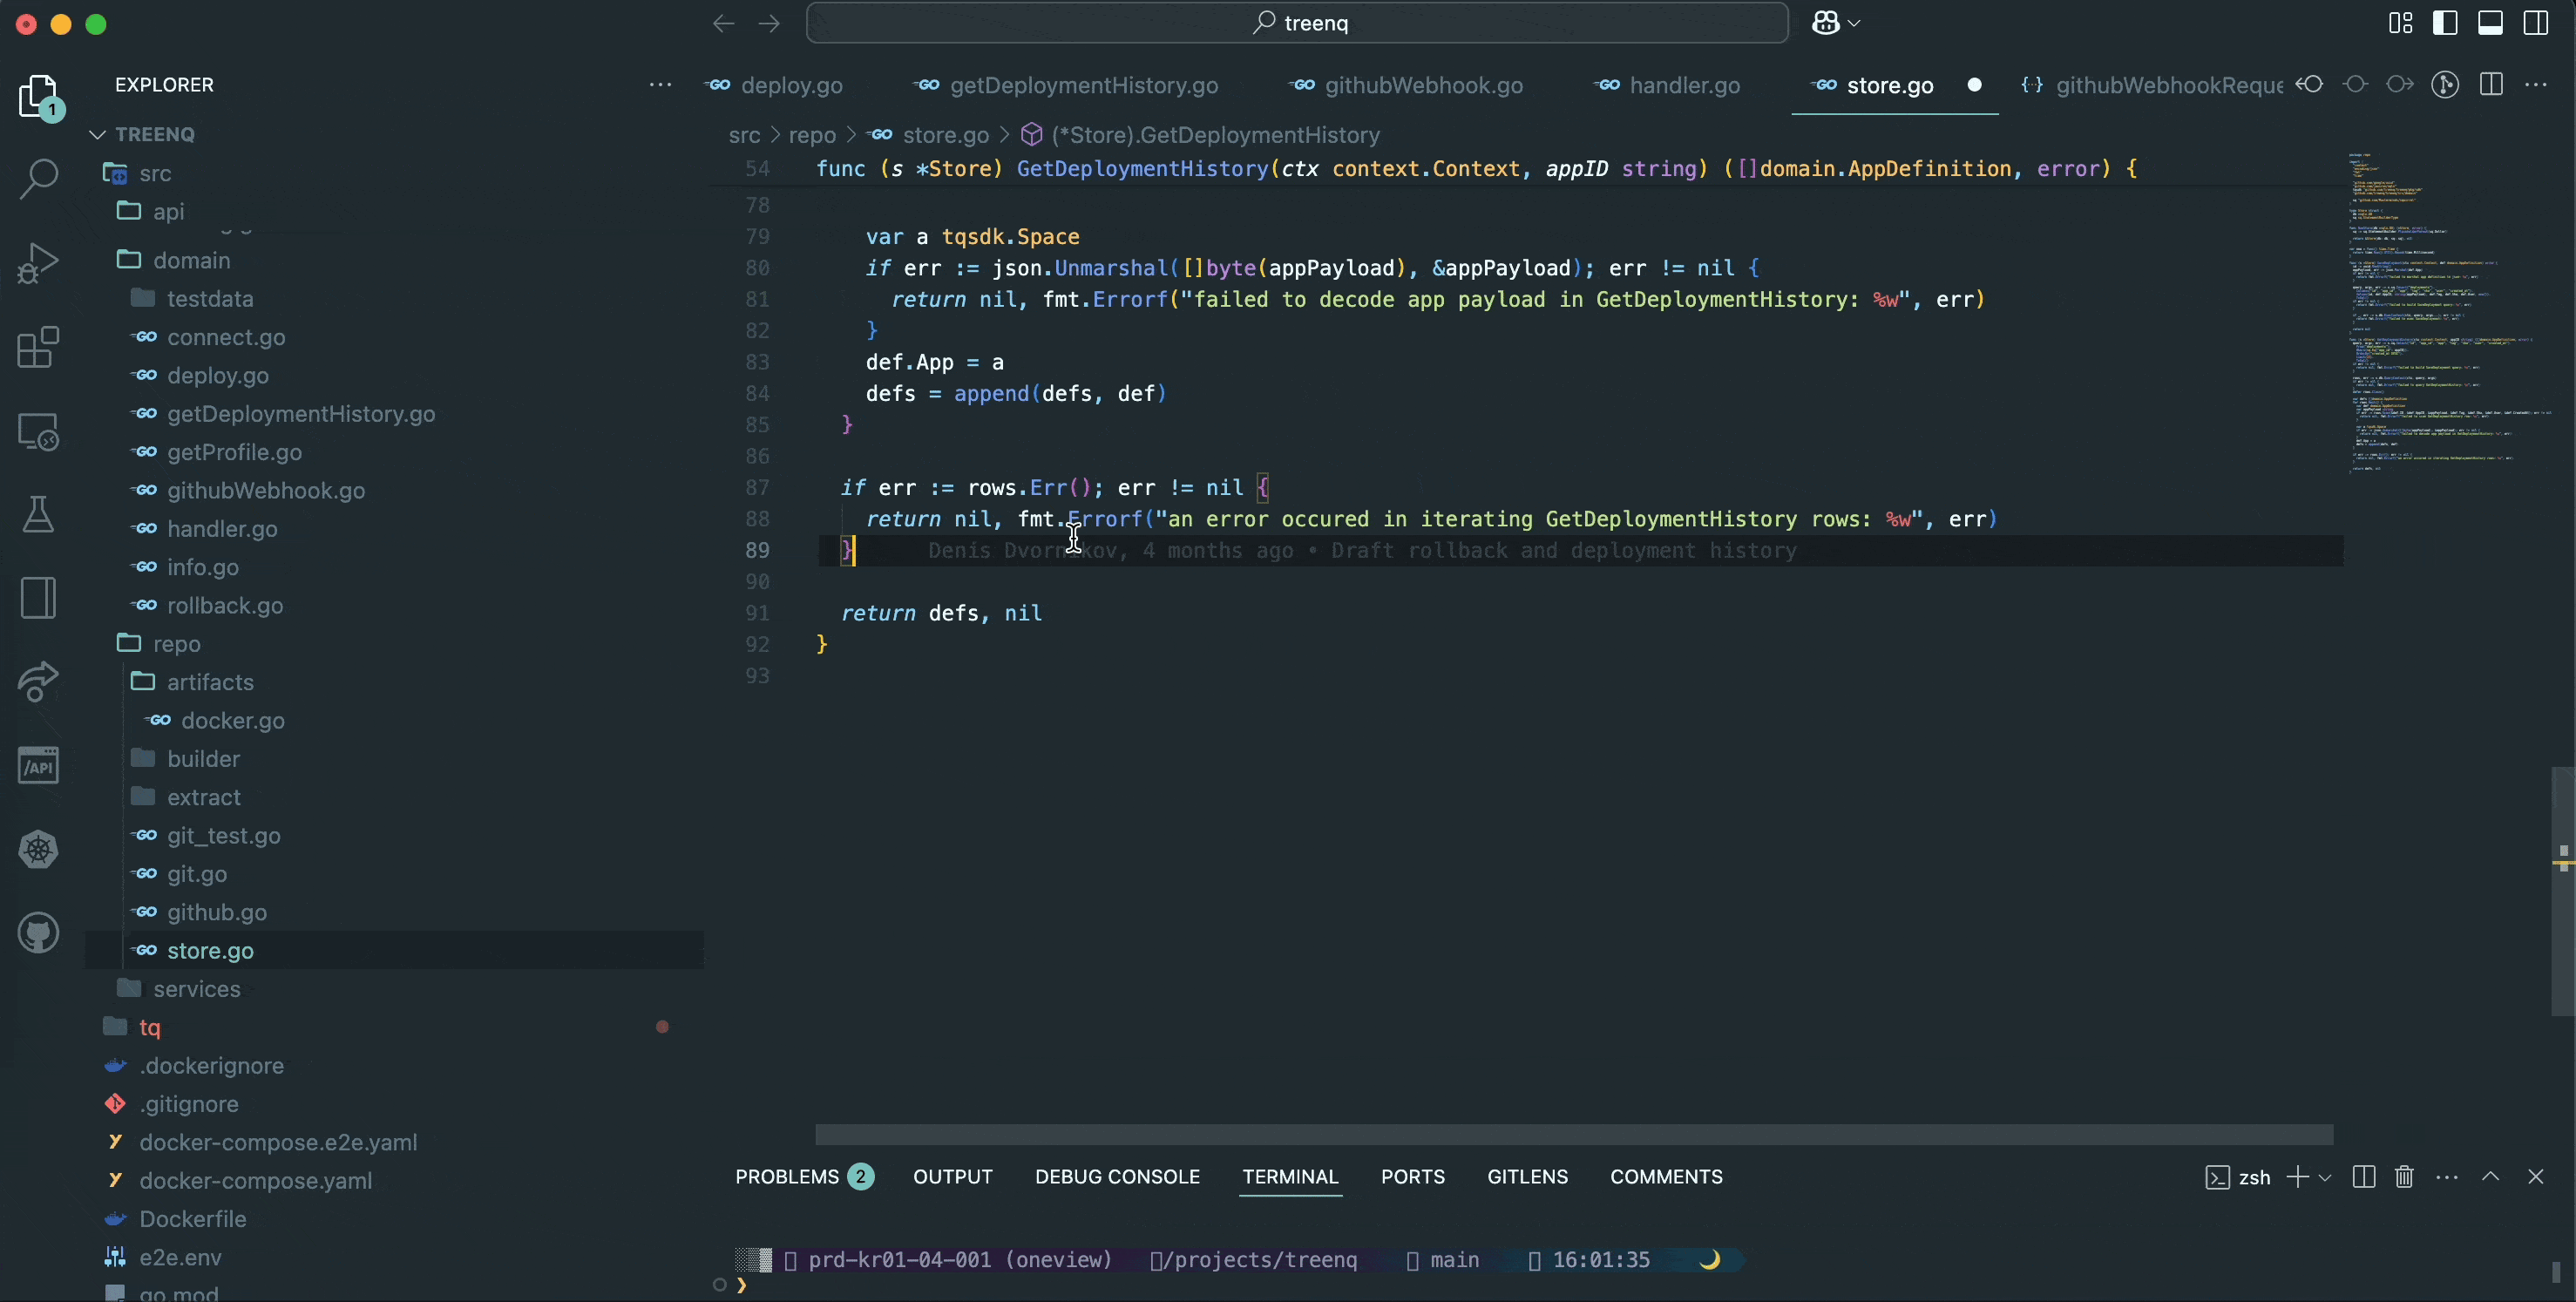 treenq
EXPLORER
deploy.go
getDeploymentHistory.go
githubWebhook.go
handler.go
store.go
githubWebhookReque
TREENQ
src > repo > store.go > (*Store).GetDeploymentHistory
54 func (s *Store) GetDeploymentHistory(ctx context.Context, appID string) ([]domain.AppDefinition, error) {
78
79 var a tqsdk.Space
80 if err := json.Unmarshal([]byte(appPayload), &appPayload); err != nil {
81 return nil, fmt.Errorf("failed to decode app payload in GetDeploymentHistory: %w", err)
82 }
83 def.App = a
84 defs = append(defs, def)
85 }
86
87 if err := rows.Err(); err != nil {
88 return nil, fmt.Errorf("an error occured in iterating GetDeploymentHistory rows: %w", err)
89 } Denis Dvornikov, 4 months ago • Draft rollback and deployment history
90
91 return defs, nil
92 }
93
1
src
api
domain
testdata
connect.go
deploy.go
getDeploymentHistory.go
getProfile.go
githubWebhook.go
handler.go
info.go
rollback.go
repo
artifacts
docker.go
builder
extract
git_test.go
git.go
github.go
store.go
services
tq
.dockerignore
.gitignore
docker-compose.e2e.yaml
docker-compose.yaml
Dockerfile
e2e.env
go.mod
/API
PROBLEMS 2
OUTPUT
DEBUG CONSOLE
TERMINAL
PORTS
GITLENS
COMMENTS
zsh
prd-kr01-04-001 (oneview) /projects/treenq main 16:01:35
❯